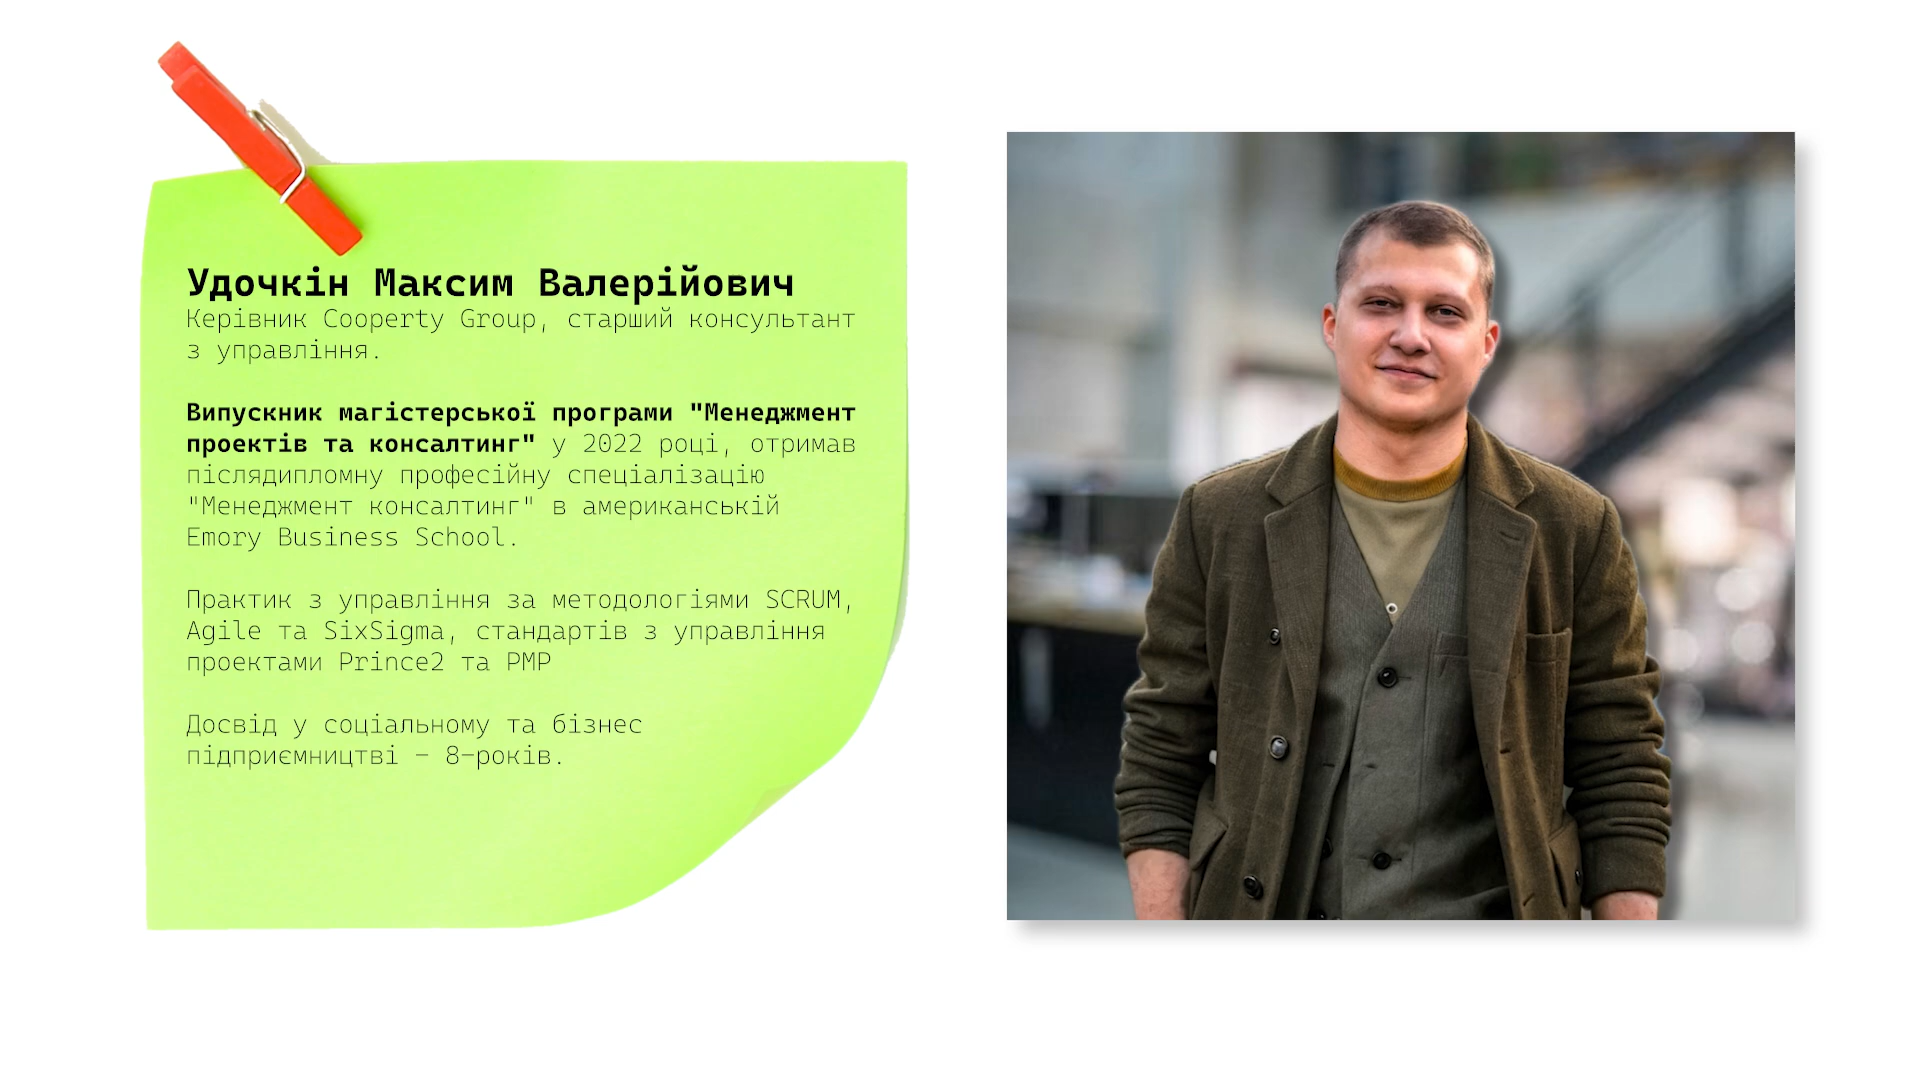 Удочкін Максим Валерійович
Керівник Cooperty Group, старший консультант
з управління.
Випускник магістерської програми "Менеджмент
проектів та консалтинг" у 2022 році, отримав
післядипломну професійну спеціалізацію
"Менеджмент консалтинг" в американській
Emory Business School.
Практик з управління за методологіями SCRUM,
Agile та SixSigma, стандартів з управління
проектами Prince2 та PMP
Досвід у соціальному та бізнес
підприємництві – 8-років.